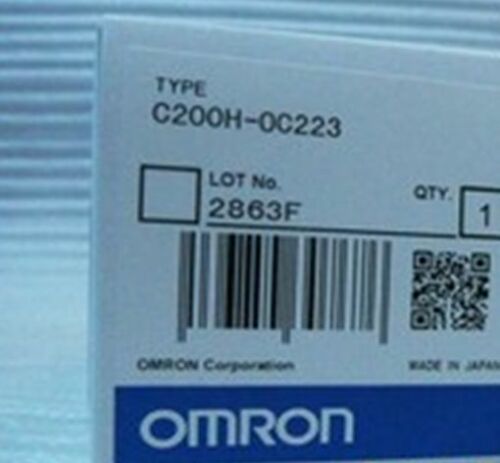 TYPE
C200H-OC223
LOT No.
2863F
QTY.
1
OMRON Corporation
MADE IN JAPAN
OMRON